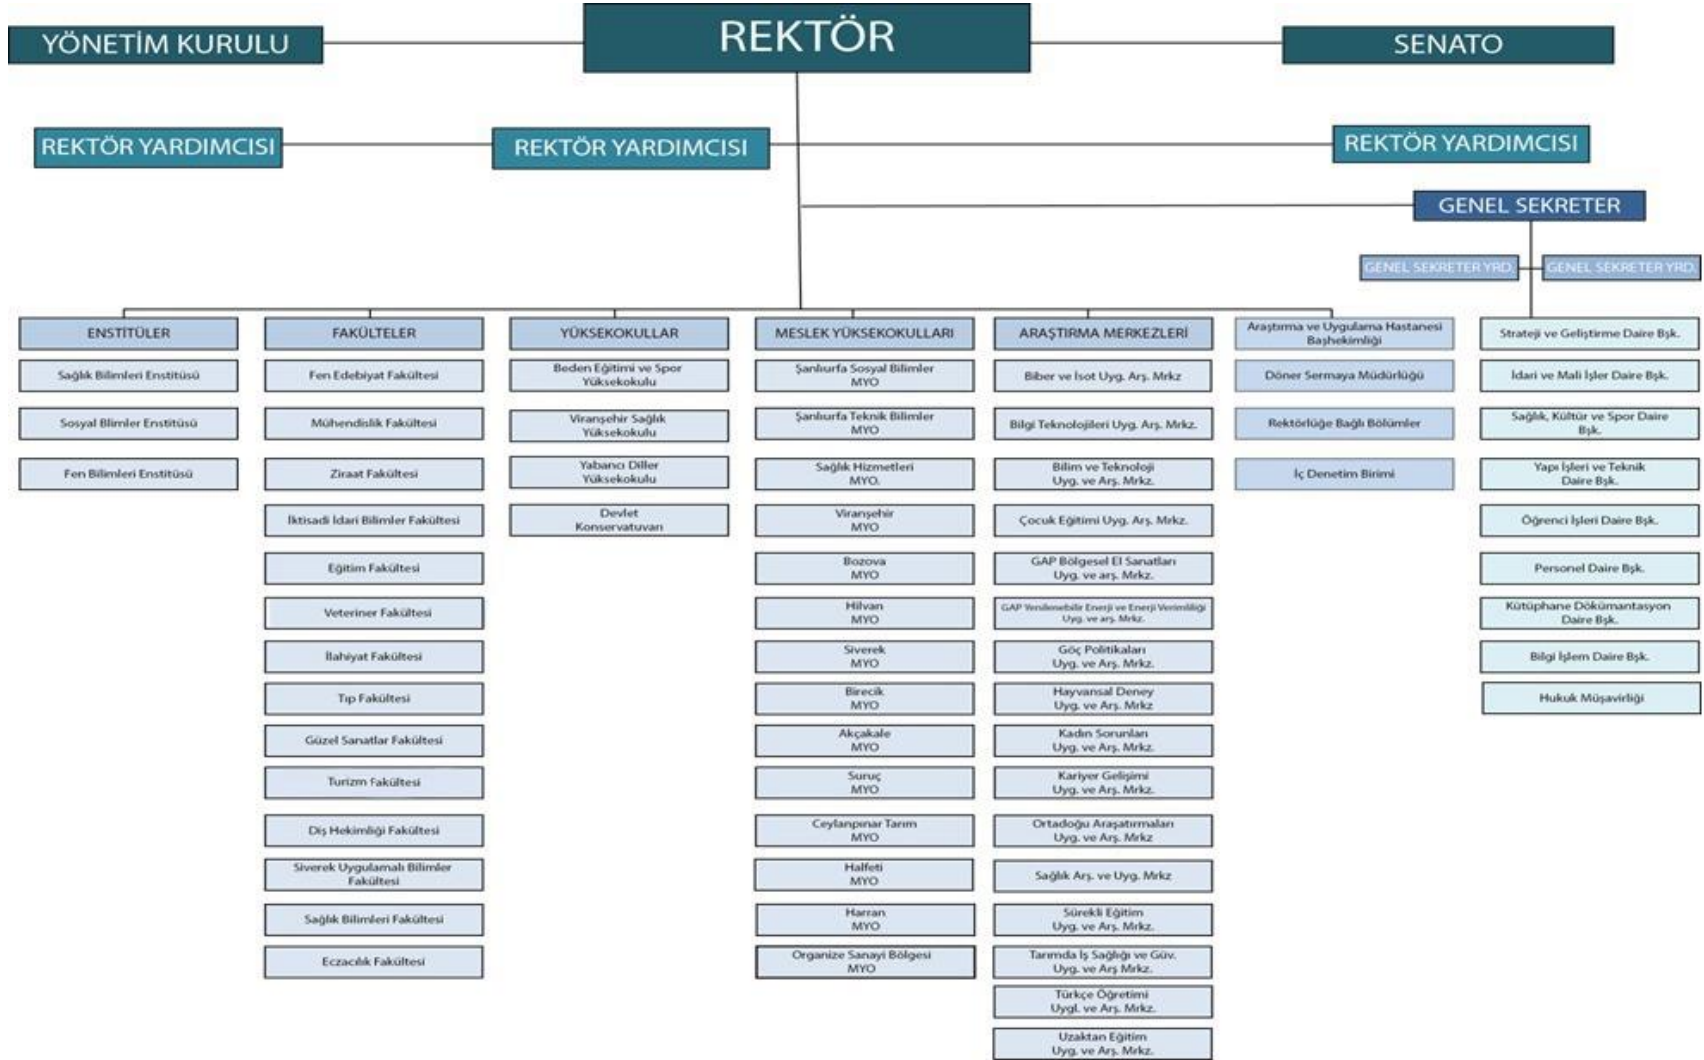 YÖNETİM KURULU
REKTÖR
SENATO
REKTÖR YARDIMCISI
REKTÖR YARDIMCISI
REKTÖR YARDIMCISI
GENEL SEKRETER
GENEL SEKRETER YRD.
GENEL SEKRETER YRD.
ENSTİTÜLER
Sağlık Bilimleri Enstitüsü
Sosyal Blimler Enstitüsü
Fen Bilimleri Enstitüsü
FAKÜLTELER
Fen Edebiyat Fakültesi
Mühendislik Fakültesi
Ziraat Fakültesi
İktisadi İdari Bilimler Fakültesi
Eğitim Fakültesi
Veteriner Fakültesi
İlahiyat Fakültesi
Tıp Fakültesi
Güzel Sanatlar Fakültesi
Turizm Fakültesi
Diş Hekimliği Fakültesi
Siverek Uygulamalı Bilimler
Fakültesi
Sağlık Bilimleri Fakültesi
Eczacılık Fakültesi
YÜKSEKOKULLAR
Beden Eğitimi ve Spor
Yüksekokulu
Viranşehir Sağlık
Yüksekokulu
Yabancı Diller
Yüksekokulu
Devlet
Konservatuvarı
MESLEK YÜKSEKOKULLARI
Şanlıurfa Sosyal Bilimler
MYO
Şanlıurfa Teknik Bilimler
MYO
Sağlık Hizmetleri
MYO.
Viranşehir
MYO
Bozova
MYO
Hilvan
MYO
Siverek
MYO
Birecik
MYO
Akçakale
MYO
Suruç
MYO
Ceylanpınar Tarım
MYO
Halfeti
MYO
Harran
MYO
Organize Sanayi Bölgesi
MYO
ARAŞTIRMA MERKEZLERİ
Biber ve İsot Uyg. Arş. Mrkz
Bilgi Teknolojileri Uyg. Arş. Mrkz.
Bilim ve Teknoloji
Uyg. ve Arş. Mrkz.
Çocuk Eğitimi Uyg. Arş. Mrkz.
GAP Bölgesel El Sanatları
Uyg. ve arş. Mrkz.
GAP Yenilenebilir Enerji ve Enerji Verimliliği
Uyg. ve arş. Mrkz.
Göç Politikaları
Uyg. ve Arş. Mrkz.
Hayvansal Deney
Uyg. ve Arş. Mrkz
Kadın Sorunları
Uyg. ve Arş. Mrkz.
Kariyer Gelişimi
Uyg. ve Arş. Mrkz.
Ortadoğu Araşatırmaları
Uyg. ve Arş. Mrkz
Sağlık Arş. ve Uyg. Mrkz
Sürekli Eğitim
Uyg. ve Arş. Mrkz.
Tarımda İş Sağlığı ve Güv.
Uyg. ve Arş Mrkz.
Türkçe Öğretimi
Uygl. ve Arş. Mrkz.
Uzaktan Eğitim
Uyg. ve Arş. Mrkz.
Araştırma ve Uygulama Hastanesi
Başhekimliği
Döner Sermaya Müdürlüğü
Rektörlüğe Bağlı Bölümler
İç Denetim Birimi
Strateji ve Geliştirme Daire Bşk.
İdari ve Mali İşler Daire Bşk.
Sağlık, Kültür ve Spor Daire
Bşk.
Yapı İşleri ve Teknik
Daire Bşk.
Öğrenci İşleri Daire Bşk.
Personel Daire Bşk.
Kütüphane Dökümantasyon
Daire Bşk.
Bilgi İşlem Daire Bşk.
Hukuk Müşavirliği